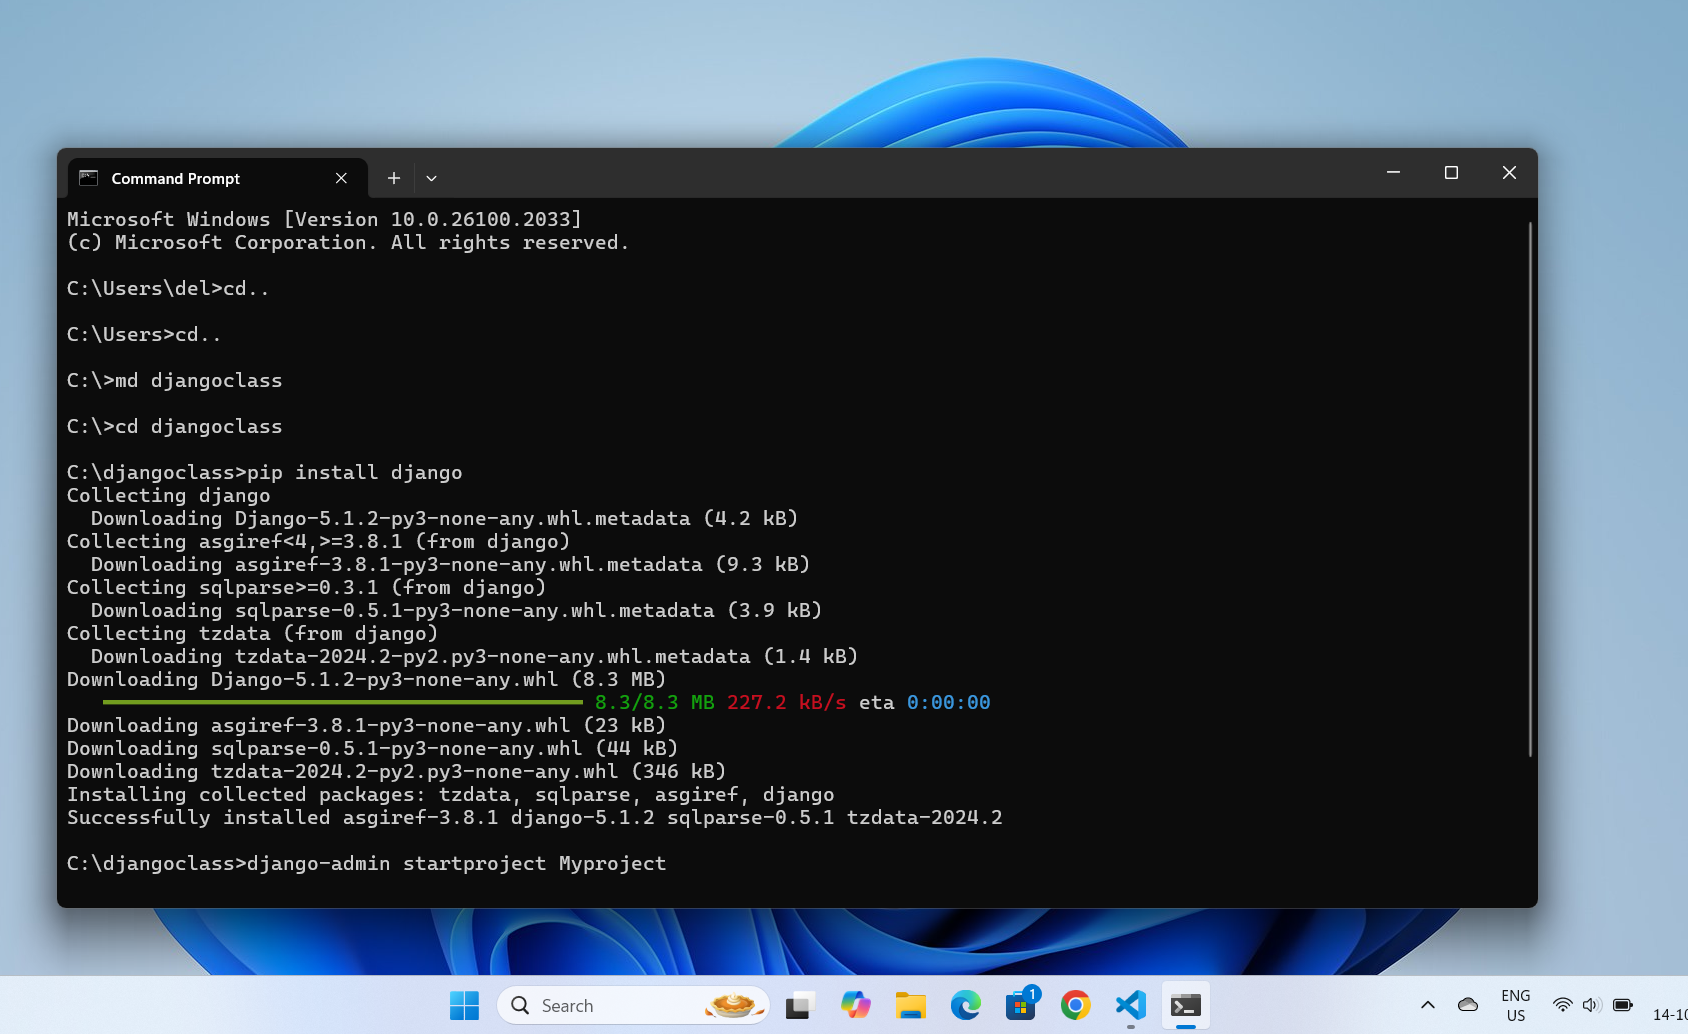 Command Prompt
Microsoft Windows [Version 10.0.26100.2033]
(c) Microsoft Corporation. All rights reserved.
C:\Users\del>cd..
C:\Users>cd..
C:\>md djangoclass
C:\>cd djangoclass
C:\djangoclass>pip install django
Collecting django
  Downloading Django-5.1.2-py3-none-any.whl.metadata (4.2 kB)
Collecting asgiref<4,>=3.8.1 (from django)
  Downloading asgiref-3.8.1-py3-none-any.whl.metadata (9.3 kB)
Collecting sqlparse>=0.3.1 (from django)
  Downloading sqlparse-0.5.1-py3-none-any.whl.metadata (3.9 kB)
Collecting tzdata (from django)
  Downloading tzdata-2024.2-py2.py3-none-any.whl.metadata (1.4 kB)
Downloading Django-5.1.2-py3-none-any.whl (8.3 MB)
8.3/8.3 MB 227.2 kB/s eta 0:00:00
Downloading asgiref-3.8.1-py3-none-any.whl (23 kB)
Downloading sqlparse-0.5.1-py3-none-any.whl (44 kB)
Downloading tzdata-2024.2-py2.py3-none-any.whl (346 kB)
Installing collected packages: tzdata, sqlparse, asgiref, django
Successfully installed asgiref-3.8.1 django-5.1.2 sqlparse-0.5.1 tzdata-2024.2
C:\djangoclass>django-admin startproject Myproject
Search
1
ENG
US
14-10